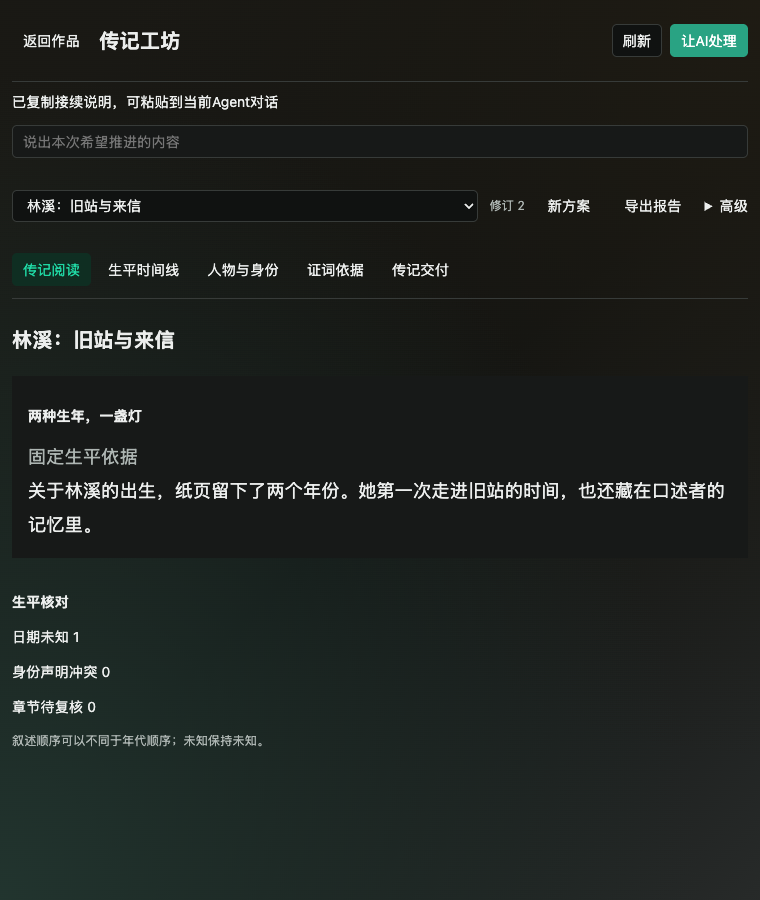 返回作品 传记工坊 刷新 让AI处理
已复制接续说明，可粘贴到当前Agent对话
说出本次希望推进的内容
林溪：旧站与来信 修订 2 新方案 导出报告 ▶ 高级
传记阅读 生平时间线 人物与身份 证词依据 传记交付
林溪：旧站与来信
两种生年，一盏灯
固定生平依据
关于林溪的出生，纸页留下了两个年份。她第一次走进旧站的时间，也还藏在口述者的
记忆里。
生平核对
日期未知 1
身份声明冲突 0
章节待复核 0
叙述顺序可以不同于年代顺序；未知保持未知。